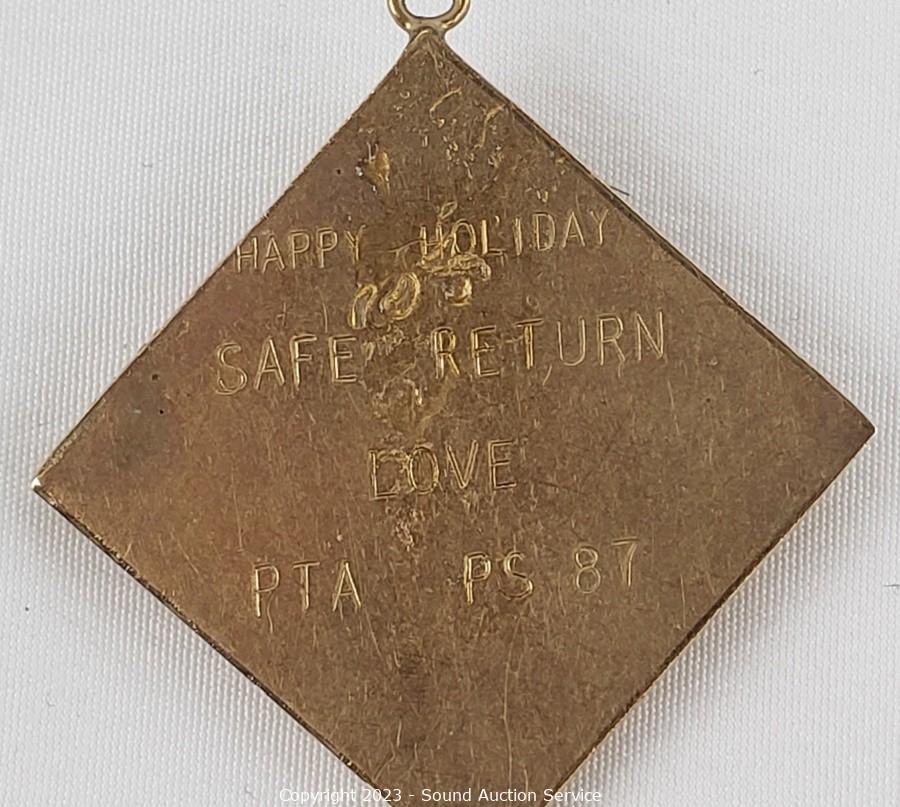 HAPPY HOLIDAY
SAFE RETURN
LOVE
PTA PS 87
Copyright 2023 - Sound Auction Service